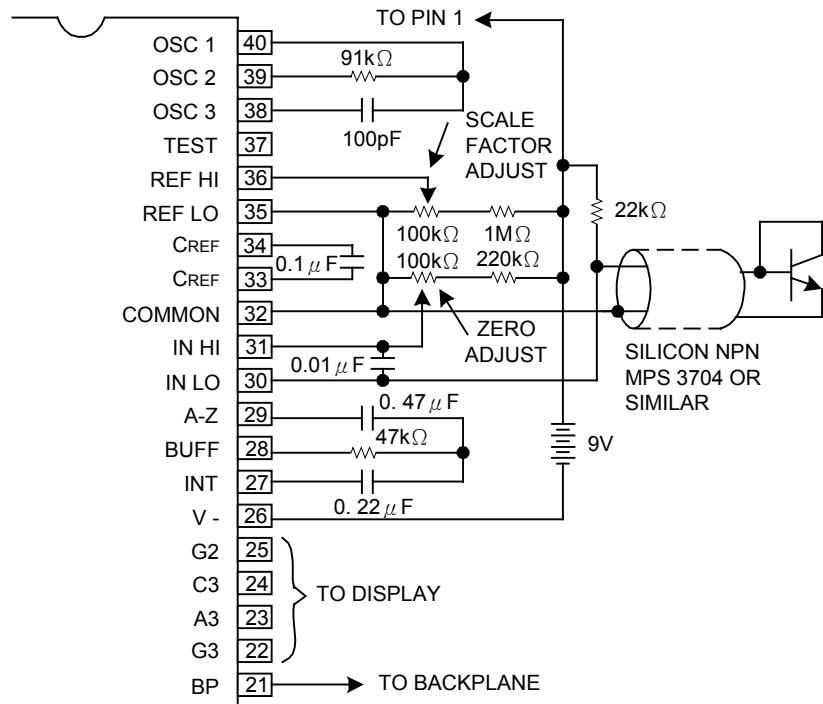 TO PIN 1
OSC 1 40
91kΩ
OSC 2 39
OSC 3 38
100pF
TEST 37
SCALE
FACTOR
ADJUST
REF HI 36
REF LO 35
22kΩ
100kΩ 1MΩ
CREF 34
0.1μF
100kΩ 220kΩ
CREF 33
COMMON 32
ZERO
ADJUST
IN HI 31
0.01μF
IN LO 30
SILICON NPN
MPS 3704 OR
SIMILAR
A-Z 29
0.47μF
BUFF 28
47kΩ
9V
INT 27
0.22μF
V - 26
G2 25
C3 24
TO DISPLAY
A3 23
G3 22
BP 21
TO BACKPLANE